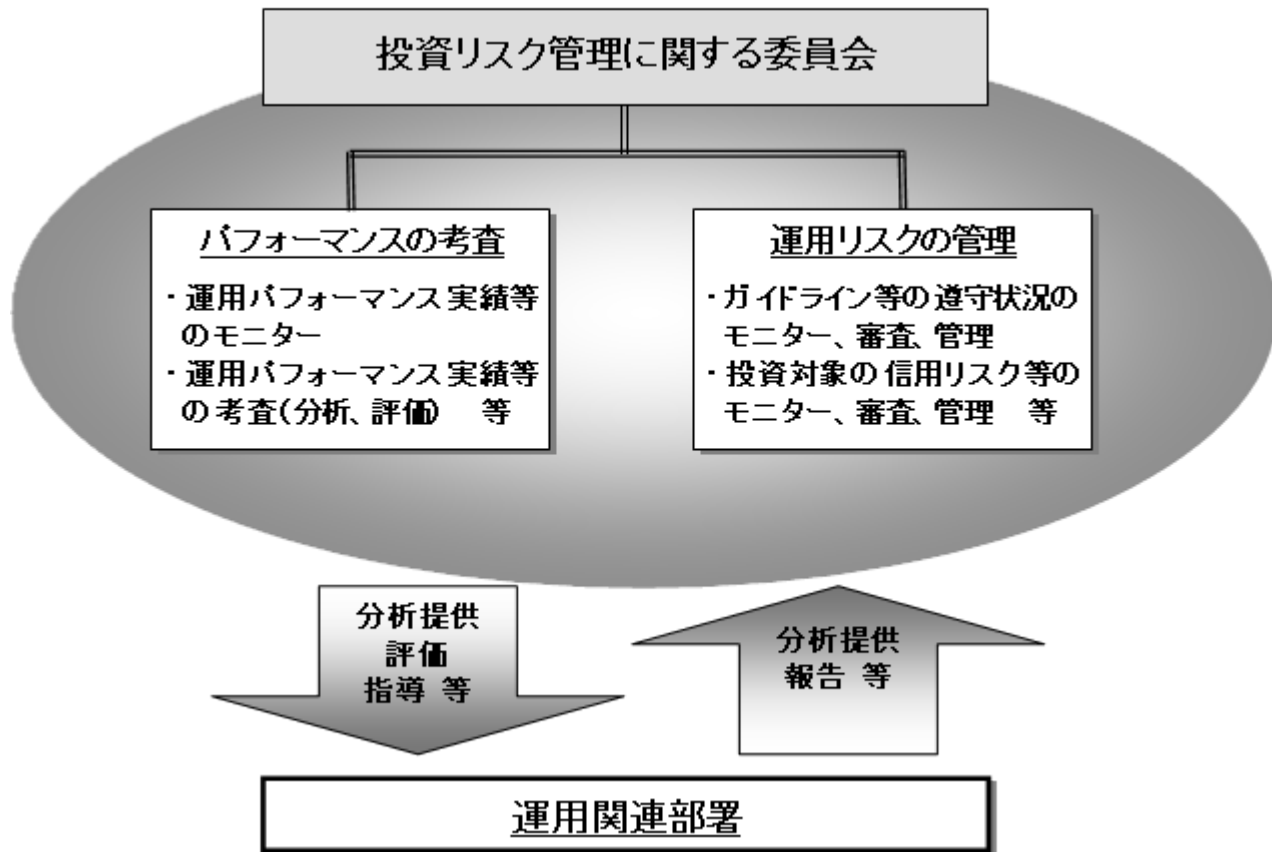 投資リスク管理に関する委員会
パフォーマンスの考査
・運用パフォーマンス実績等
のモニター
・運用パフォーマンス実績等
の考査(分析、評価) 等
運用リスクの管理
・ガイドライン等の遵守状況の
モニター、審査、管理
・投資対象の信用リスク等の
モニター、審査、管理 等
分析提供
評価
指導 等
分析提供
報告 等
運用関連部署